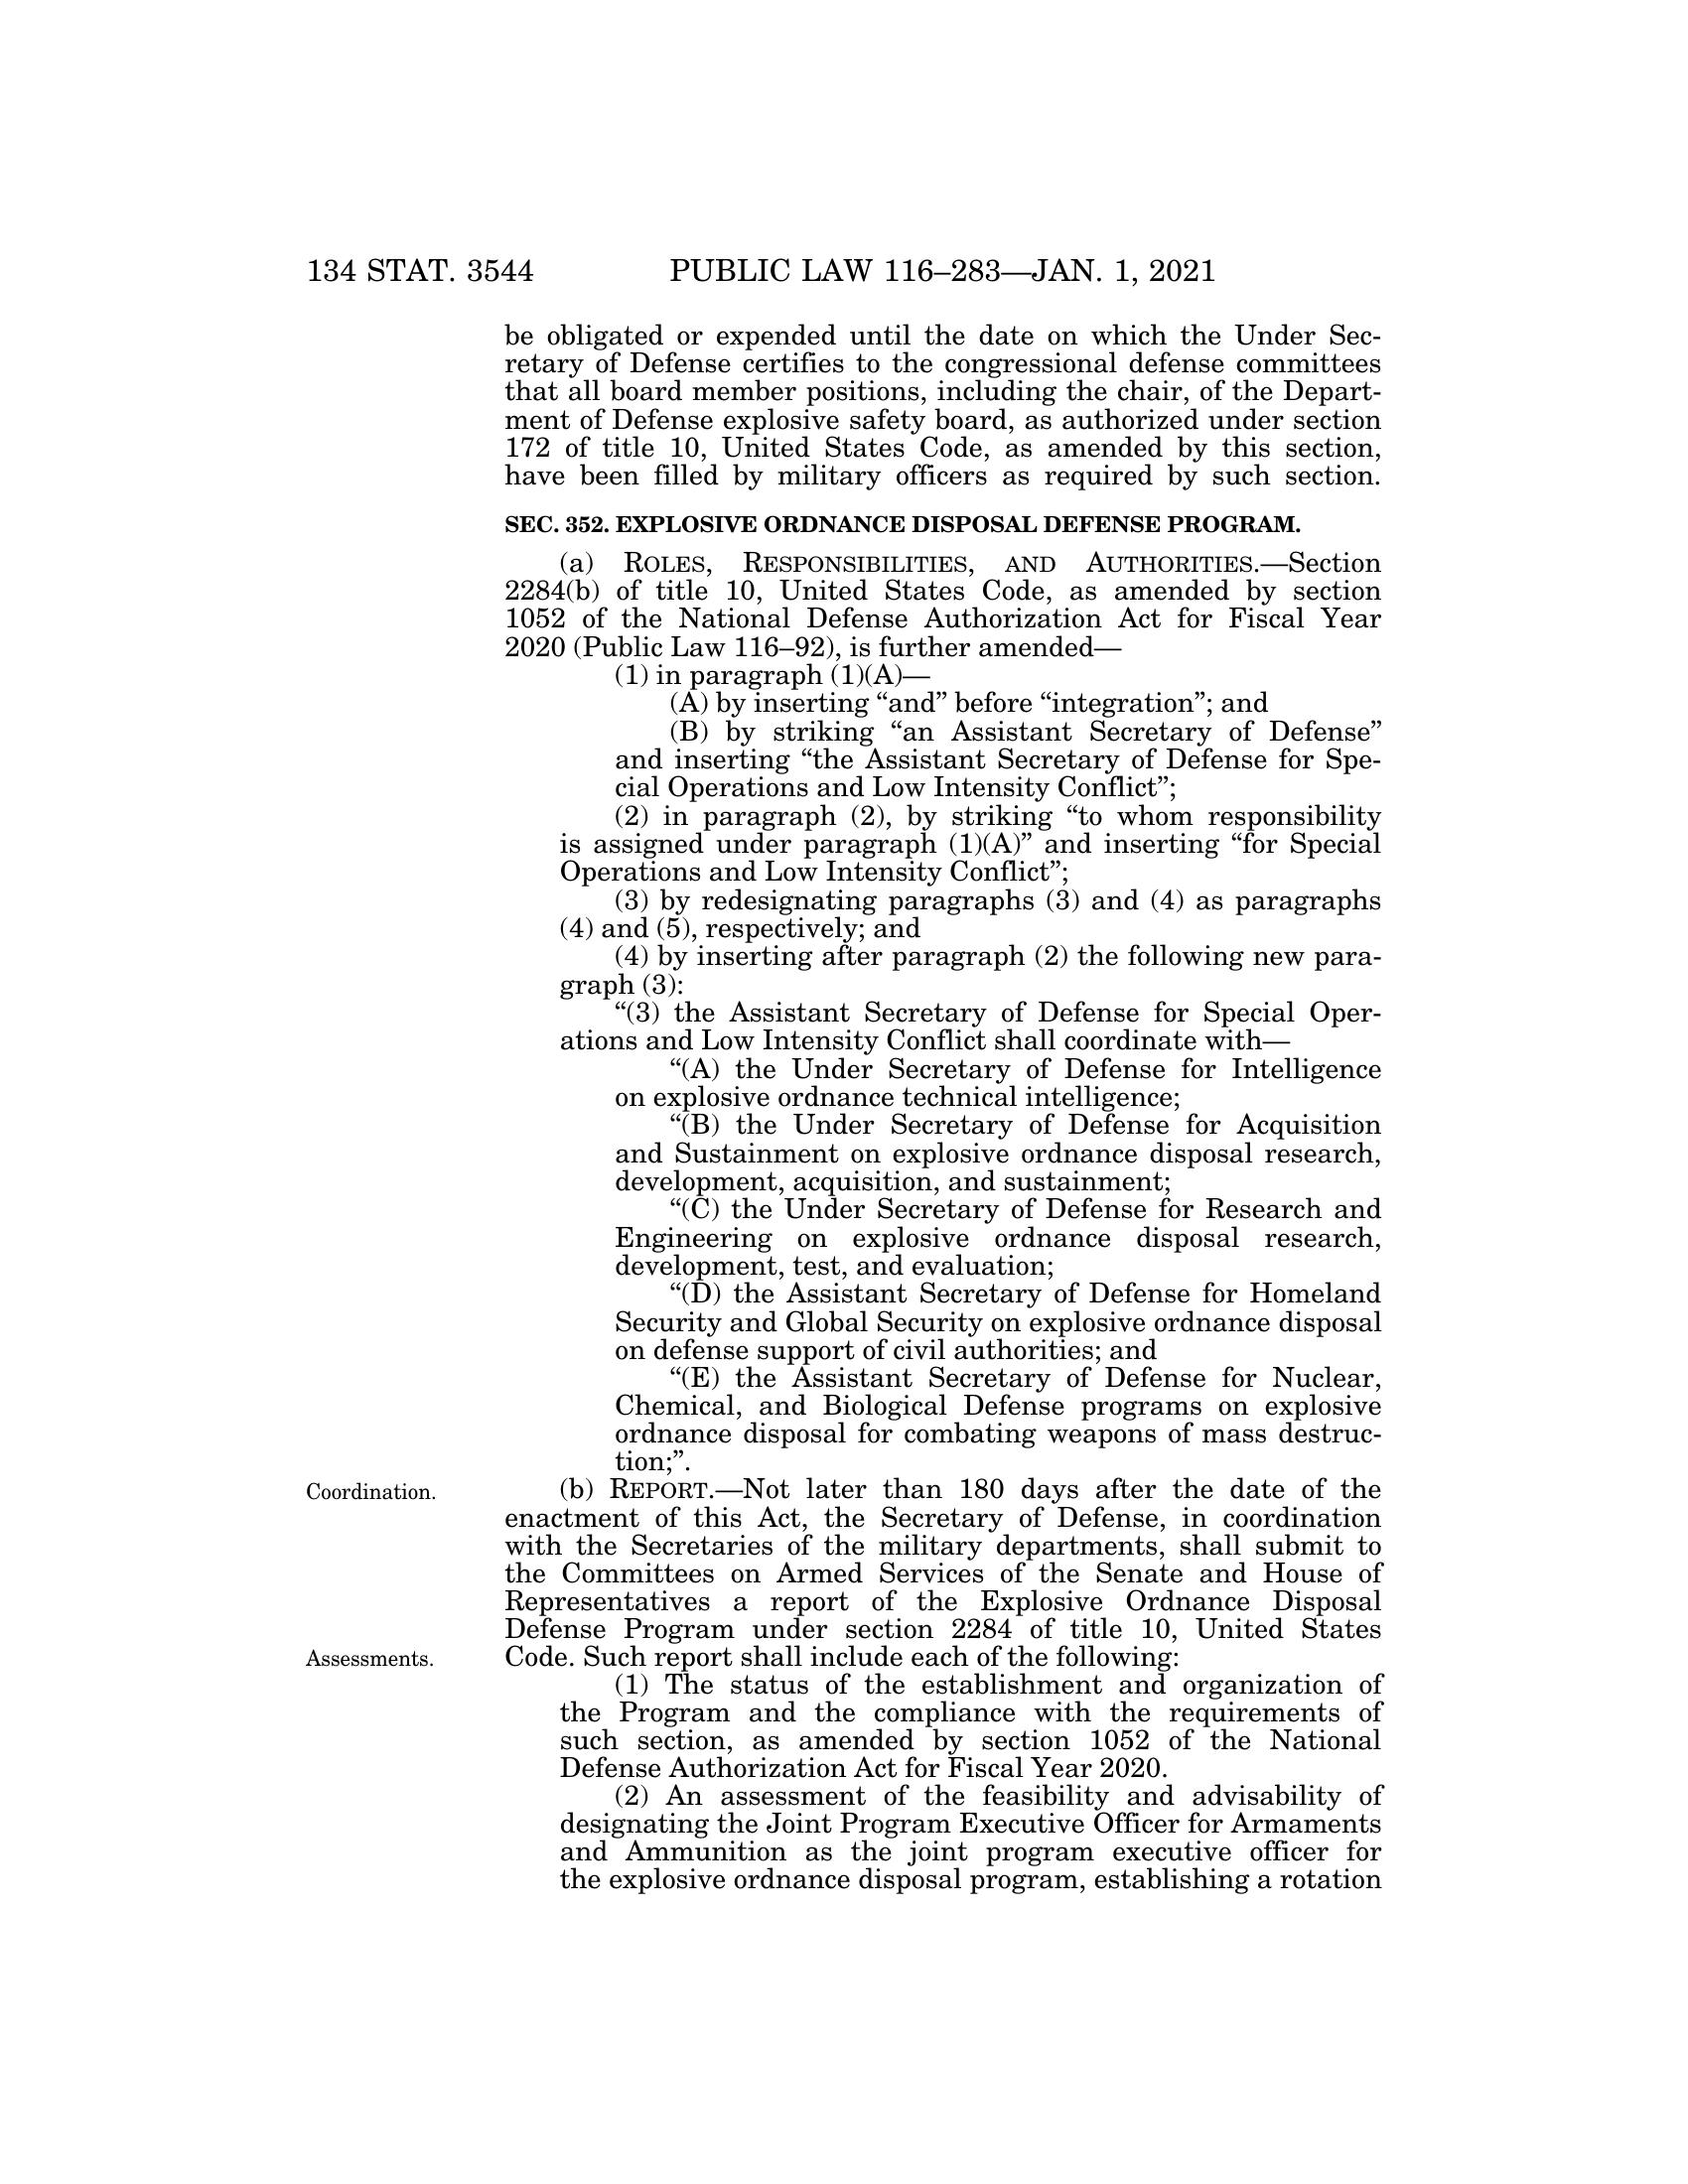 134 STAT. 3544 PUBLIC LAW 116–283—JAN. 1, 2021
be obligated or expended until the date on which the Under Sec-
retary of Defense certifies to the congressional defense committees
that all board member positions, including the chair, of the Depart-
ment of Defense explosive safety board, as authorized under section
172 of title 10, United States Code, as amended by this section,
have been filled by military officers as required by such section.
SEC. 352. EXPLOSIVE ORDNANCE DISPOSAL DEFENSE PROGRAM.
(a) ROLES, RESPONSIBILITIES, AND AUTHORITIES.—Section
2284(b) of title 10, United States Code, as amended by section
1052 of the National Defense Authorization Act for Fiscal Year
2020 (Public Law 116–92), is further amended—
(1) in paragraph (1)(A)—
(A) by inserting “and” before “integration”; and
(B) by striking “an Assistant Secretary of Defense”
and inserting “the Assistant Secretary of Defense for Spe-
cial Operations and Low Intensity Conflict”;
(2) in paragraph (2), by striking “to whom responsibility
is assigned under paragraph (1)(A)” and inserting “for Special
Operations and Low Intensity Conflict”;
(3) by redesignating paragraphs (3) and (4) as paragraphs
(4) and (5), respectively; and
(4) by inserting after paragraph (2) the following new para-
graph (3):
“(3) the Assistant Secretary of Defense for Special Oper-
ations and Low Intensity Conflict shall coordinate with—
“(A) the Under Secretary of Defense for Intelligence
on explosive ordnance technical intelligence;
“(B) the Under Secretary of Defense for Acquisition
and Sustainment on explosive ordnance disposal research,
development, acquisition, and sustainment;
“(C) the Under Secretary of Defense for Research and
Engineering on explosive ordnance disposal research,
development, test, and evaluation;
“(D) the Assistant Secretary of Defense for Homeland
Security and Global Security on explosive ordnance disposal
on defense support of civil authorities; and
“(E) the Assistant Secretary of Defense for Nuclear,
Chemical, and Biological Defense programs on explosive
ordnance disposal for combating weapons of mass destruc-
tion;”.
Coordination. (b) REPORT.—Not later than 180 days after the date of the
enactment of this Act, the Secretary of Defense, in coordination
with the Secretaries of the military departments, shall submit to
the Committees on Armed Services of the Senate and House of
Representatives a report of the Explosive Ordnance Disposal
Defense Program under section 2284 of title 10, United States
Assessments. Code. Such report shall include each of the following:
(1) The status of the establishment and organization of
the Program and the compliance with the requirements of
such section, as amended by section 1052 of the National
Defense Authorization Act for Fiscal Year 2020.
(2) An assessment of the feasibility and advisability of
designating the Joint Program Executive Officer for Armaments
and Ammunition as the joint program executive officer for
the explosive ordnance disposal program, establishing a rotation